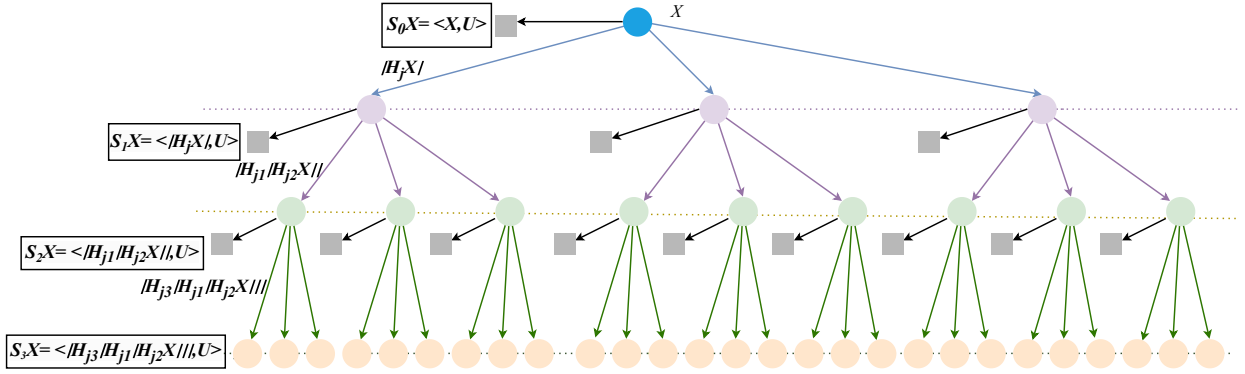 X
S₀X= <X,U>
|HⱼX|
S₁X= <|HⱼX|,U>
|Hⱼ₁|Hⱼ₂X||
S₂X= <|Hⱼ₁|Hⱼ₂X||,U>
|Hⱼ₃|Hⱼ₁|Hⱼ₂X|||
S₃X= <|Hⱼ₃|Hⱼ₁|Hⱼ₂X|||,U>